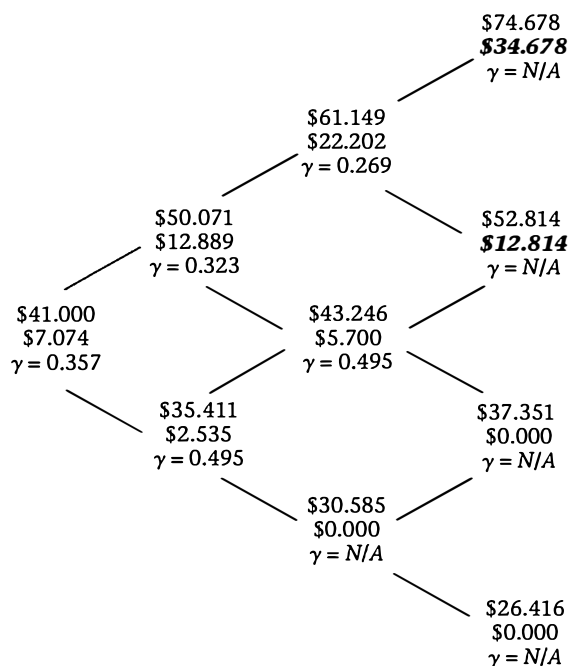 $74.678
$34.678
γ = N/A
$61.149
$22.202
γ = 0.269
$50.071
$12.889
γ = 0.323
$52.814
$12.814
γ = N/A
$41.000
$7.074
γ = 0.357
$43.246
$5.700
γ = 0.495
$35.411
$2.535
γ = 0.495
$37.351
$0.000
γ = N/A
$30.585
$0.000
γ = N/A
$26.416
$0.000
γ = N/A